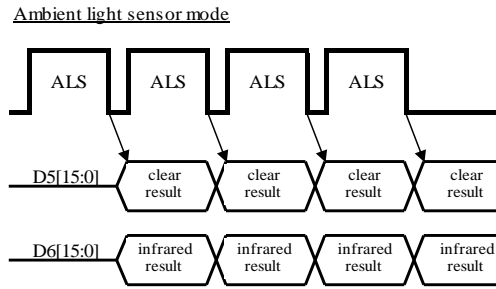 Ambient light sensor mode
ALS ALS ALS ALS
D5[15:0] clear result clear result clear result clear result
D6[15:0] infrared result infrared result infrared result infrared result